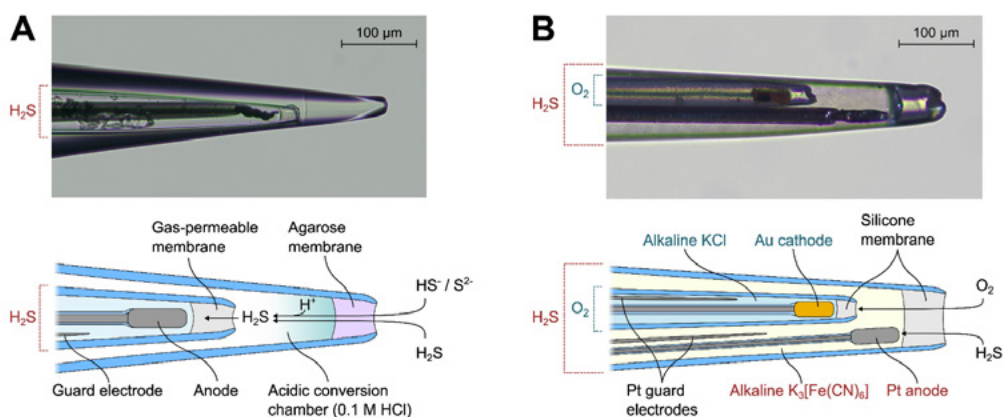 A
100 µm
H₂S
Gas-permeable
membrane
Agarose
membrane
HS⁻ / S²⁻
H⁺
H₂S
H₂S
H₂S
Guard electrode
Anode
Acidic conversion
chamber (0.1 M HCl)
B
100 µm
O₂
H₂S
Alkaline KCl
Au cathode
Silicone
membrane
O₂
O₂
H₂S
H₂S
Pt guard
electrodes
Alkaline K₃[Fe(CN)₆]
Pt anode